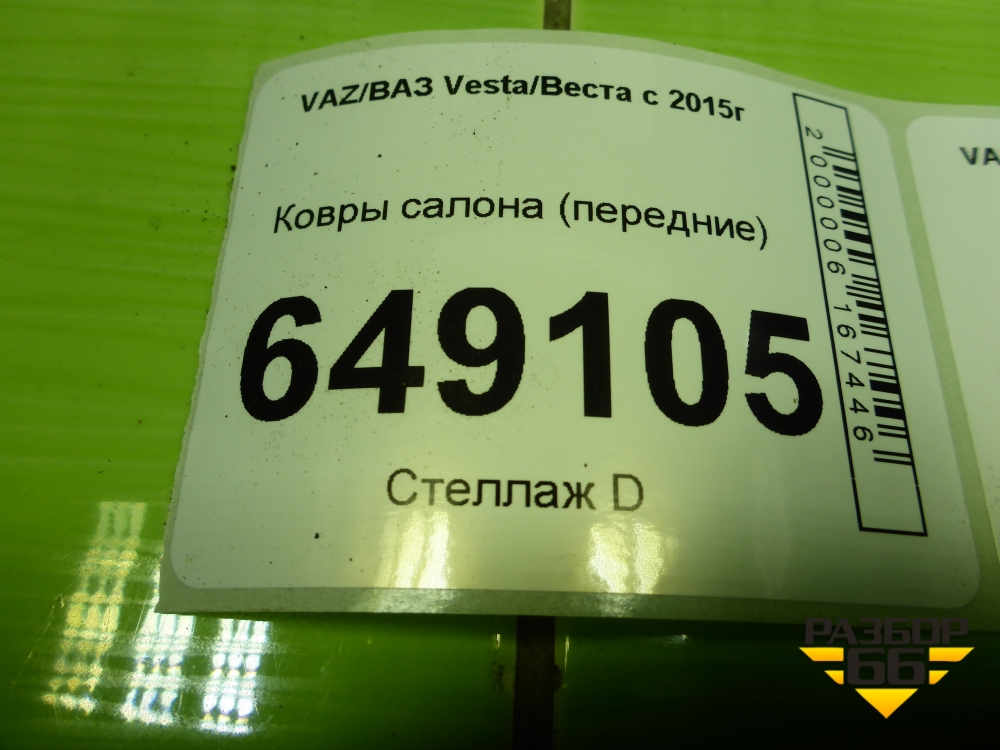 VAZ/ВАЗ Vesta/Веста с 2015г
Ковры салона (передние)
649105
Стеллаж D
2000006167446
VA
РАЗБОР
66